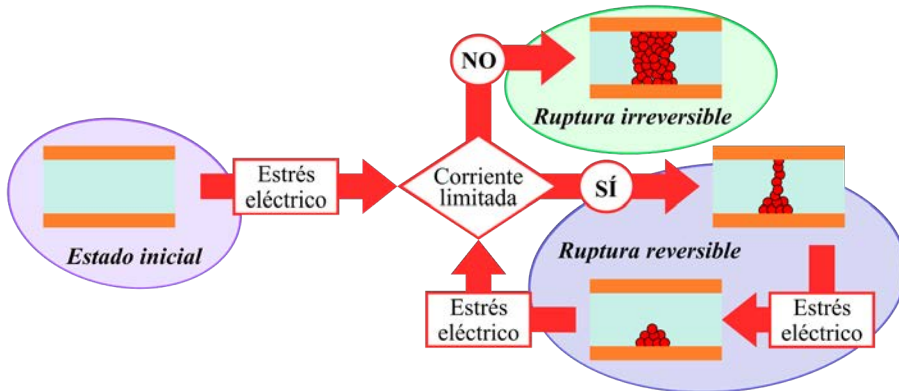 NO
Ruptura irreversible
Estrés
eléctrico
Corriente
limitada
SÍ
Estado inicial
Ruptura reversible
Estrés
eléctrico
Estrés
eléctrico